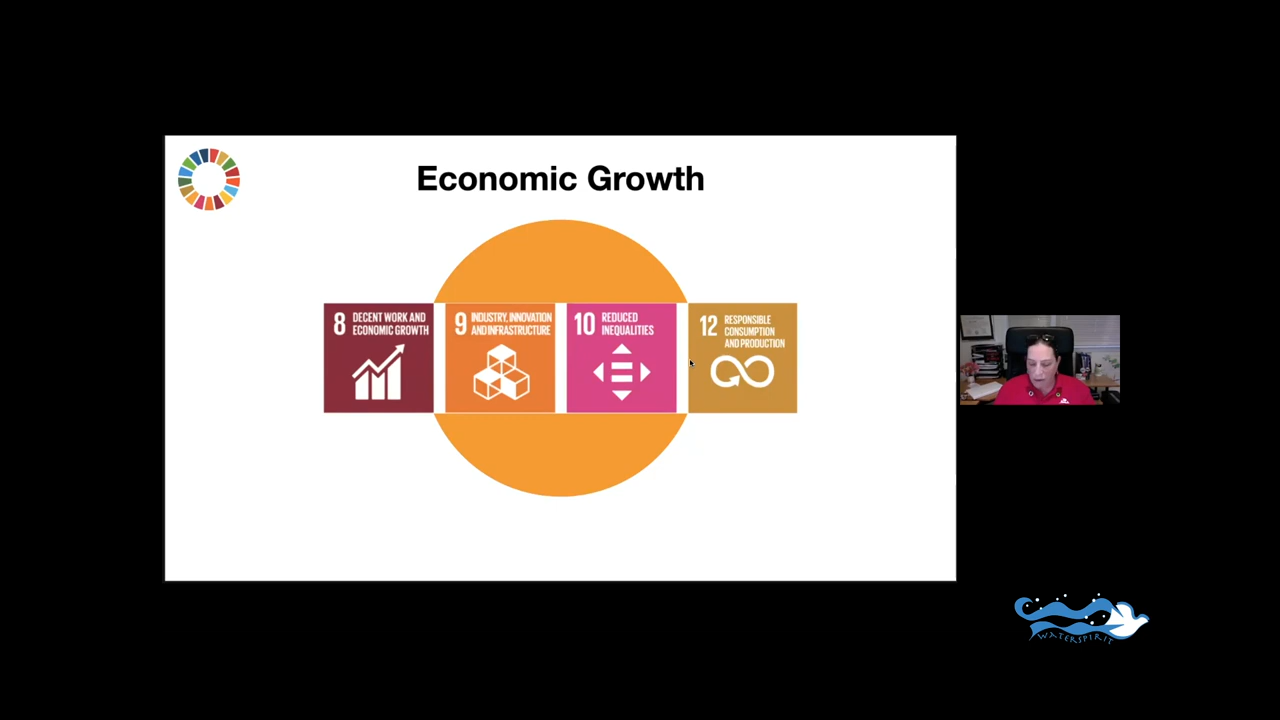 Economic Growth
8 DECENT WORK AND
ECONOMIC GROWTH
9 INDUSTRY, INNOVATION
AND INFRASTRUCTURE
10 REDUCED
INEQUALITIES
12 RESPONSIBLE
CONSUMPTION
AND PRODUCTION
WATERSPIRIT